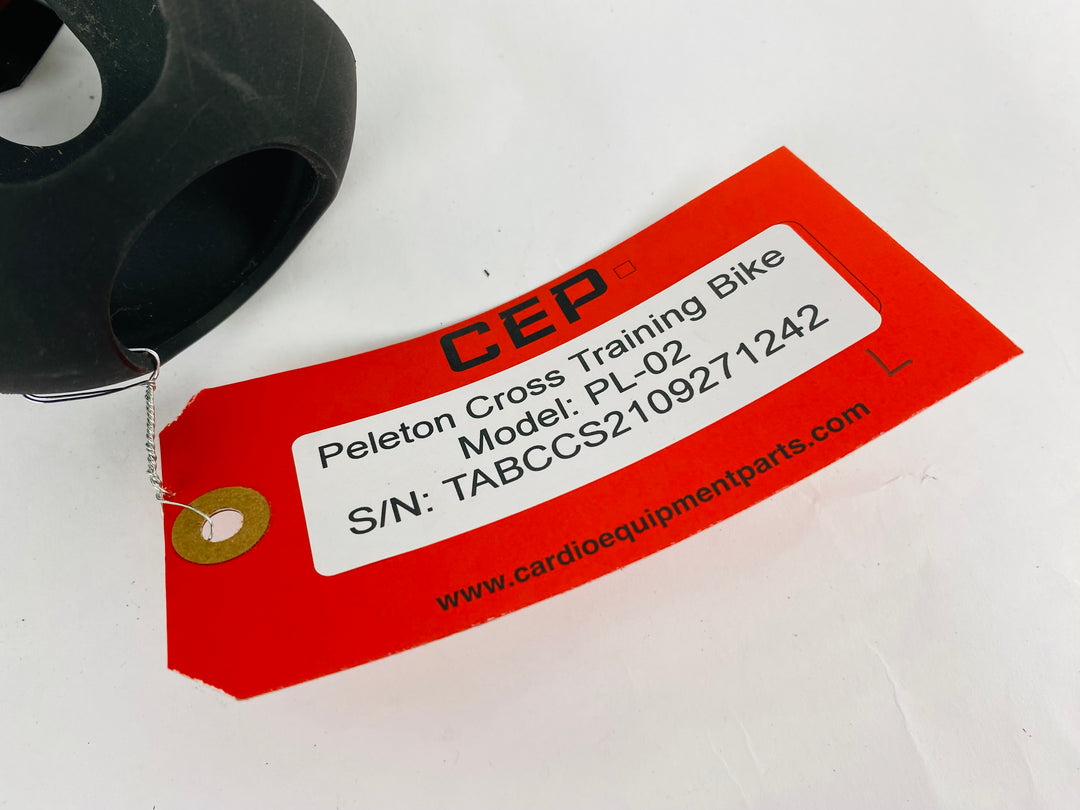 CEP
Peleton Cross Training Bike
Model: PL-02
S/N: TABCCS2109271242
L
www.cardioequipmentparts.com